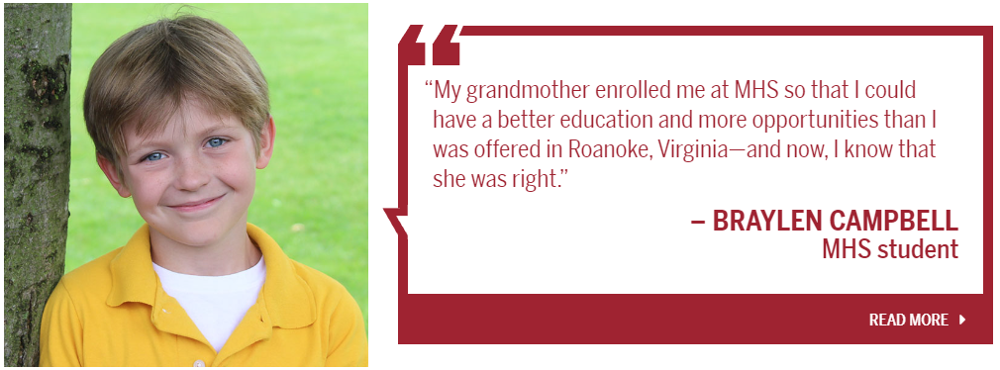 “My grandmother enrolled me at MHS so that I could
have a better education and more opportunities than I
was offered in Roanoke, Virginia—and now, I know that
she was right.”
– BRAYLEN CAMPBELL
MHS student
READ MORE